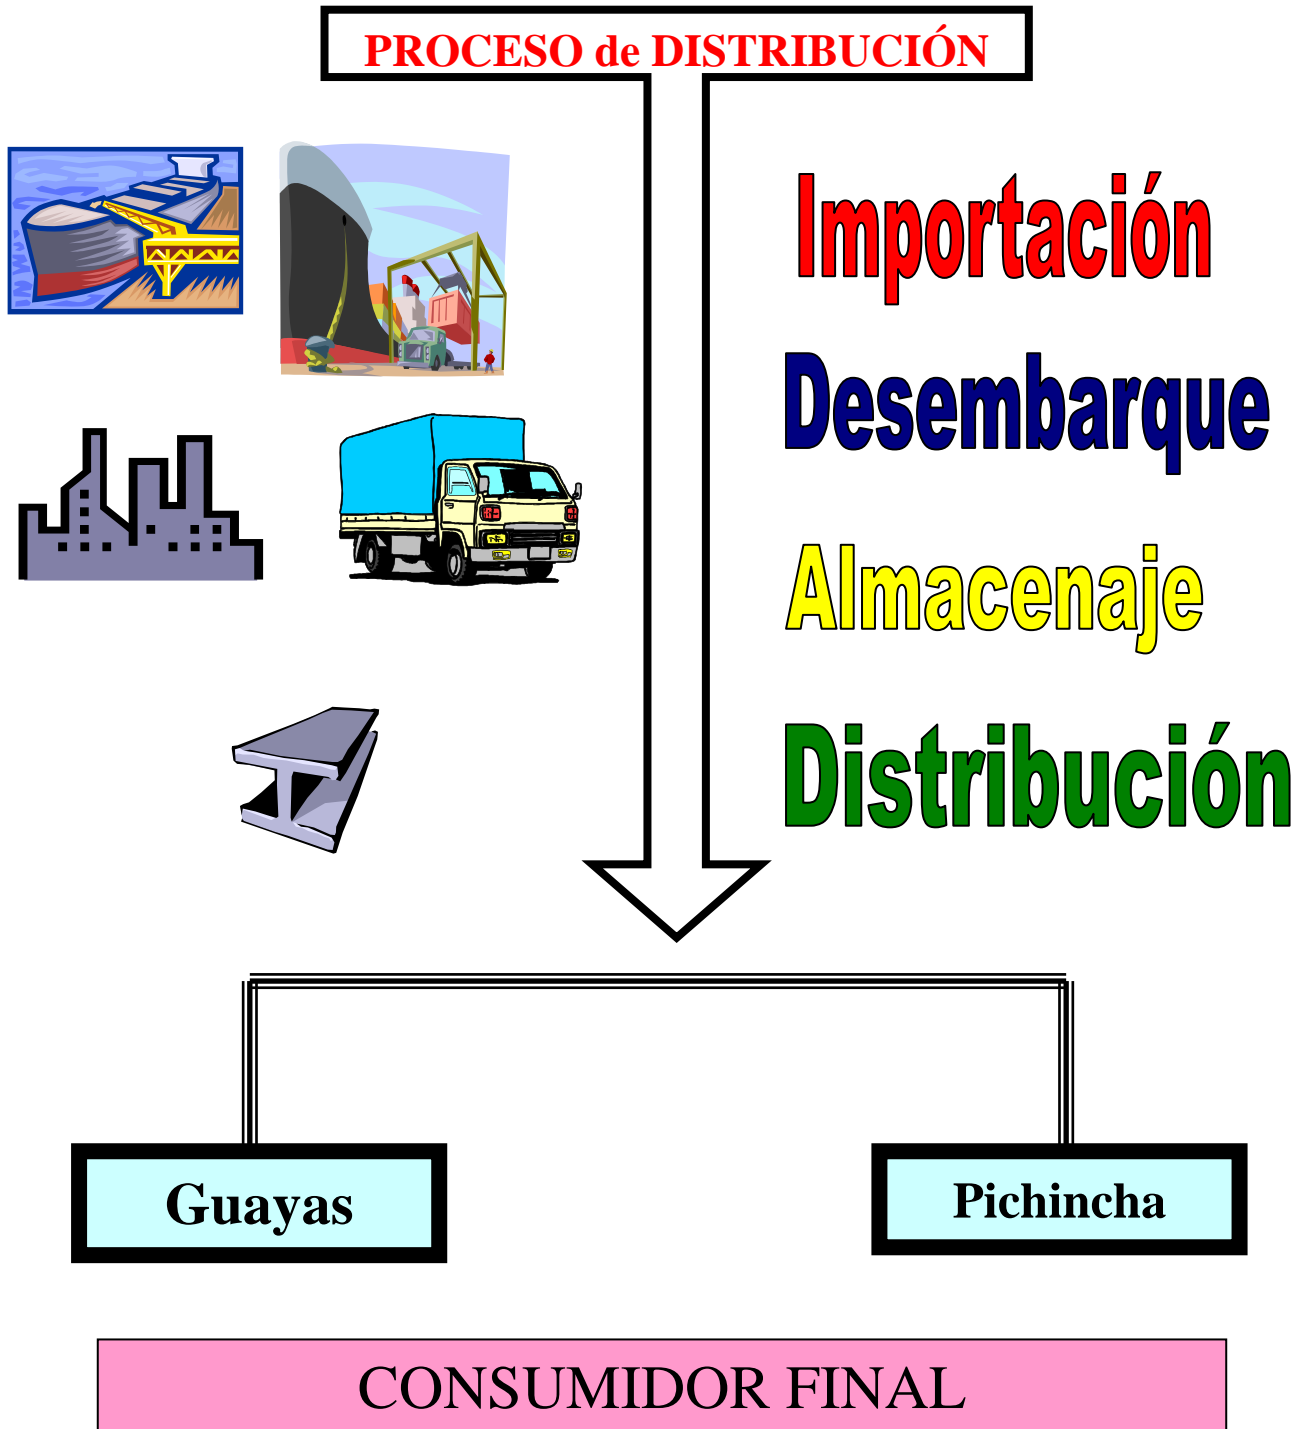 PROCESO de DISTRIBUCIÓN
Importación
Desembarque
Almacenaje
Distribución
Guayas
Pichincha
CONSUMIDOR FINAL